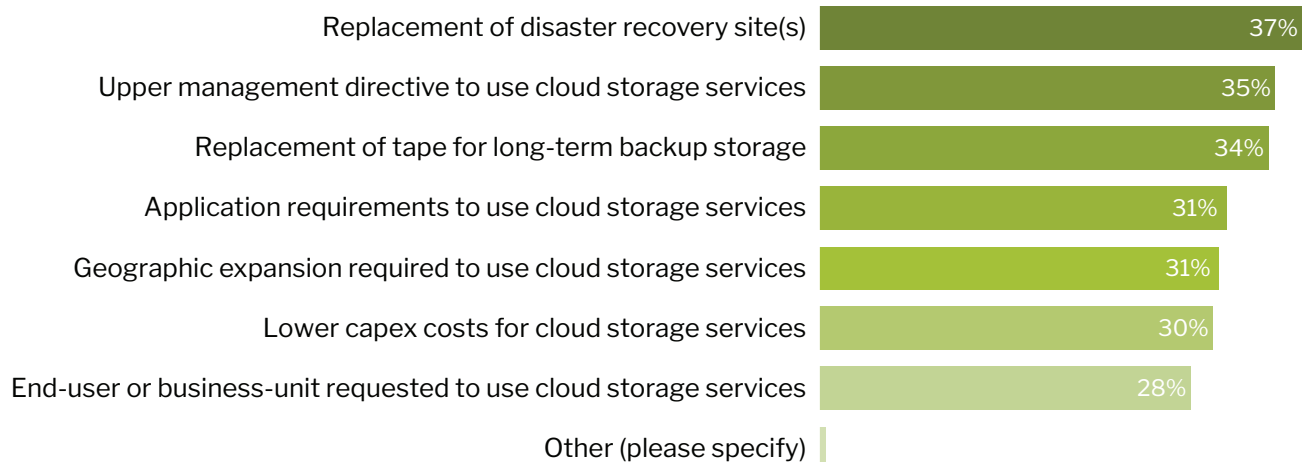 Replacement of disaster recovery site(s) 37%
Upper management directive to use cloud storage services 35%
Replacement of tape for long-term backup storage 34%
Application requirements to use cloud storage services 31%
Geographic expansion required to use cloud storage services 31%
Lower capex costs for cloud storage services 30%
End-user or business-unit requested to use cloud storage services 28%
Other (please specify)